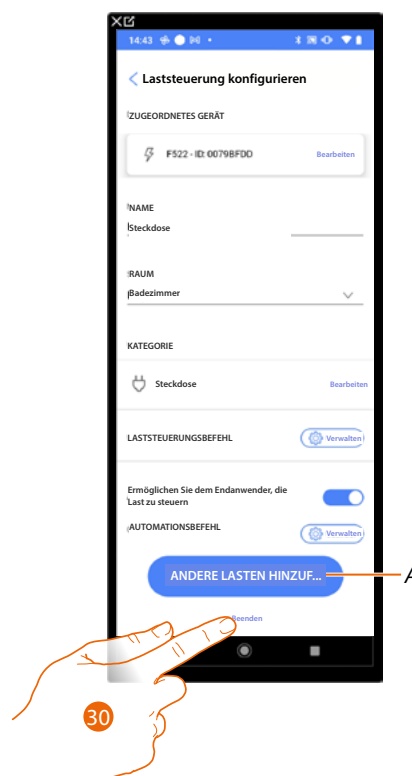 14:43
Laststeuerung konfigurieren
ZUGEORDNETES GERÄT
F522 - ID: 0079BFDD
Bearbeiten
NAME
Steckdose
RAUM
Badezimmer
KATEGORIE
Steckdose
Bearbeiten
LASTSTEUERUNGSBEFEHL
Verwalten
Ermöglichen Sie dem Endanwender, die
Last zu steuern
AUTOMATIONSBEFEHL
Verwalten
ANDERE LASTEN HINZUF...
A
Beenden
30